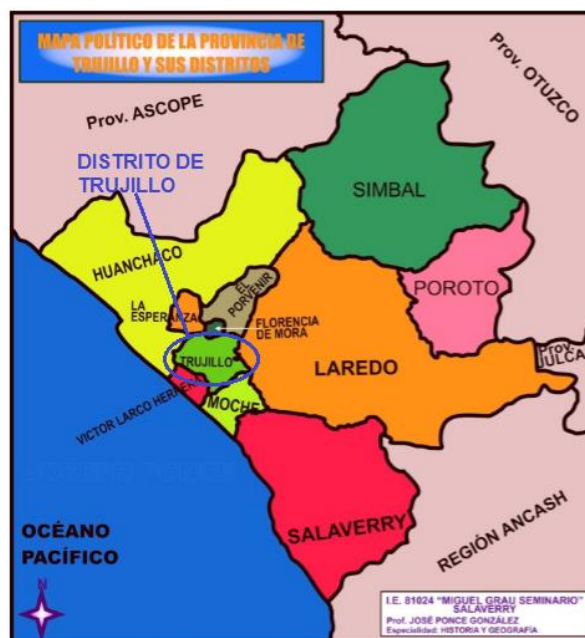 MAPA POLÍTICO DE LA PROVINCIA DE
TRUJILLO Y SUS DISTRITOS
Prov. OTUZCO
Prov. ASCOPE
DISTRITO DE
TRUJILLO
SIMBAL
HUANCHACO
POROTO
EL
PORVENIR
LA
ESPERANZA
FLORENCIA
DE MORA
Prov.
JULCA
TRUJILLO
LAREDO
VICTOR LARCO HERRERA
MOCHE
SALAVERRY
OCÉANO
PACÍFICO
REGIÓN ANCASH
N
I.E. 81024 "MIGUEL GRAU SEMINARIO"
SALAVERRY
Prof. JOSÉ PONCE GONZÁLEZ
Especialidad: HISTORIA Y GEOGRAFÍA